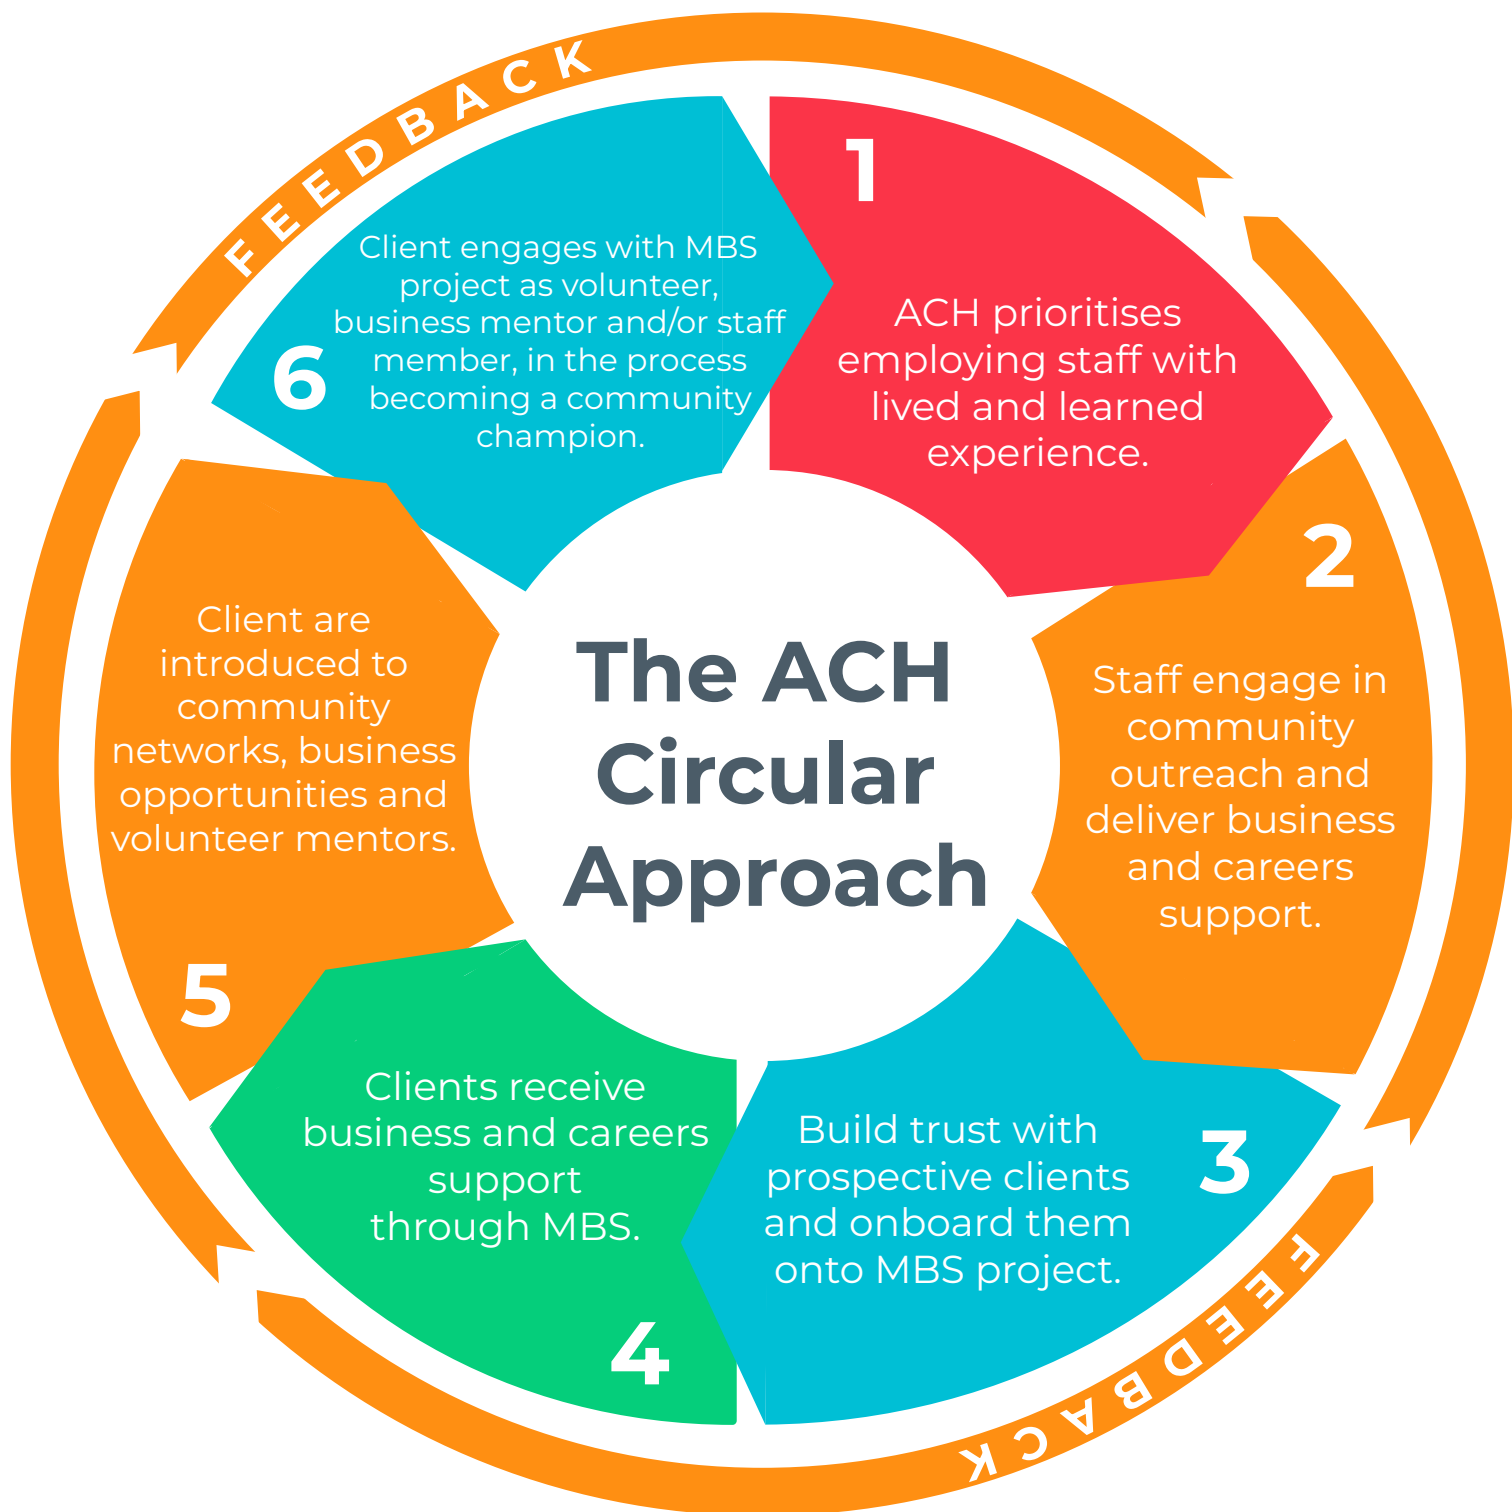 FEEDBACK
1
ACH prioritises
employing staff with
lived and learned
experience.
2
Staff engage in
community
outreach and
deliver business
and careers
support.
3
Build trust with
prospective clients
and onboard them
onto MBS project.
4
Clients receive
business and careers
support
through MBS.
5
Client are
introduced to
community
networks, business
opportunities and
volunteer mentors.
6
Client engages with MBS
project as volunteer,
business mentor and/or staff
member, in the process
becoming a community
champion.
The ACH
Circular
Approach
FEEDBACK